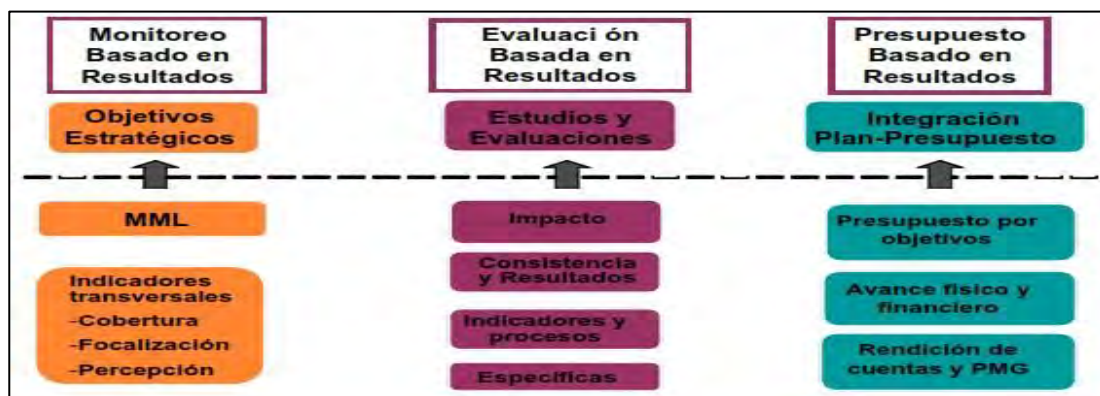 Monitoreo
Basado en
Resultados
Objetivos
Estratégicos
MML
Indicadores
transversales
-Cobertura
-Focalización
-Percepción
Evaluaci ón
Basada en
Resultados
Estudios y
Evaluaciones
Impacto
Consistencia
y Resultados
Indicadores y
procesos
Específicas
Presupuesto
Basado en
Resultados
Integración
Plan-Presupuesto
Presupuesto por
objetivos
Avance físico y
financiero
Rendición de
cuentas y PMG